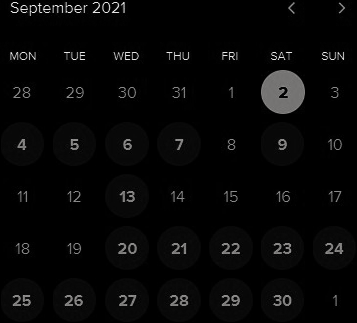 September 2021
MON TUE WED THU FRI SAT SUN
28 29 30 31 1 2 3
4 5 6 7 8 9 10
11 12 13 14 15 16 17
18 19 20 21 22 23 24
25 26 27 28 29 30 1